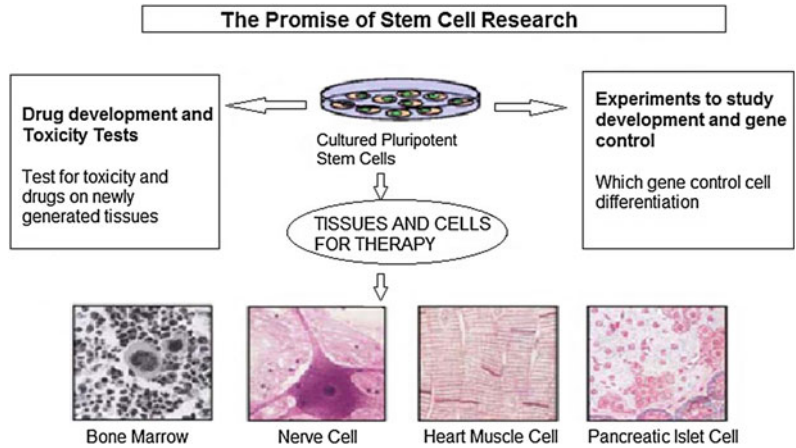 The Promise of Stem Cell Research
Drug development and
Toxicity Tests
Test for toxicity and
drugs on newly
generated tissues
Cultured Pluripotent
Stem Cells
Experiments to study
development and gene
control
Which gene control cell
differentiation
TISSUES AND CELLS
FOR THERAPY
Bone Marrow
Nerve Cell
Heart Muscle Cell
Pancreatic Islet Cell